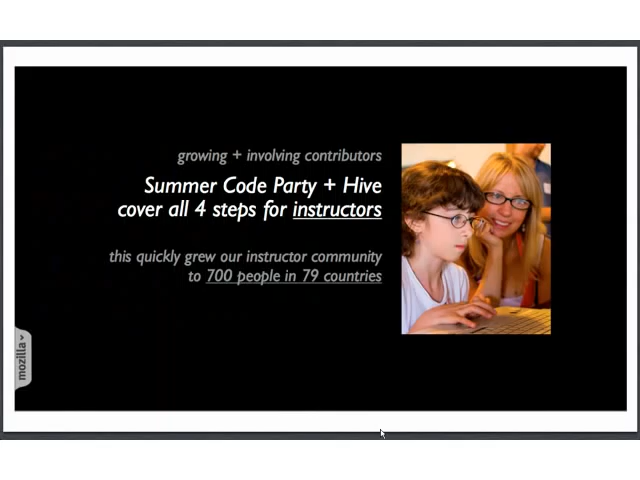 growing + involving contributors
Summer Code Party + Hive
cover all 4 steps for instructors
this quickly grew our instructor community
to 700 people in 79 countries
mozilla